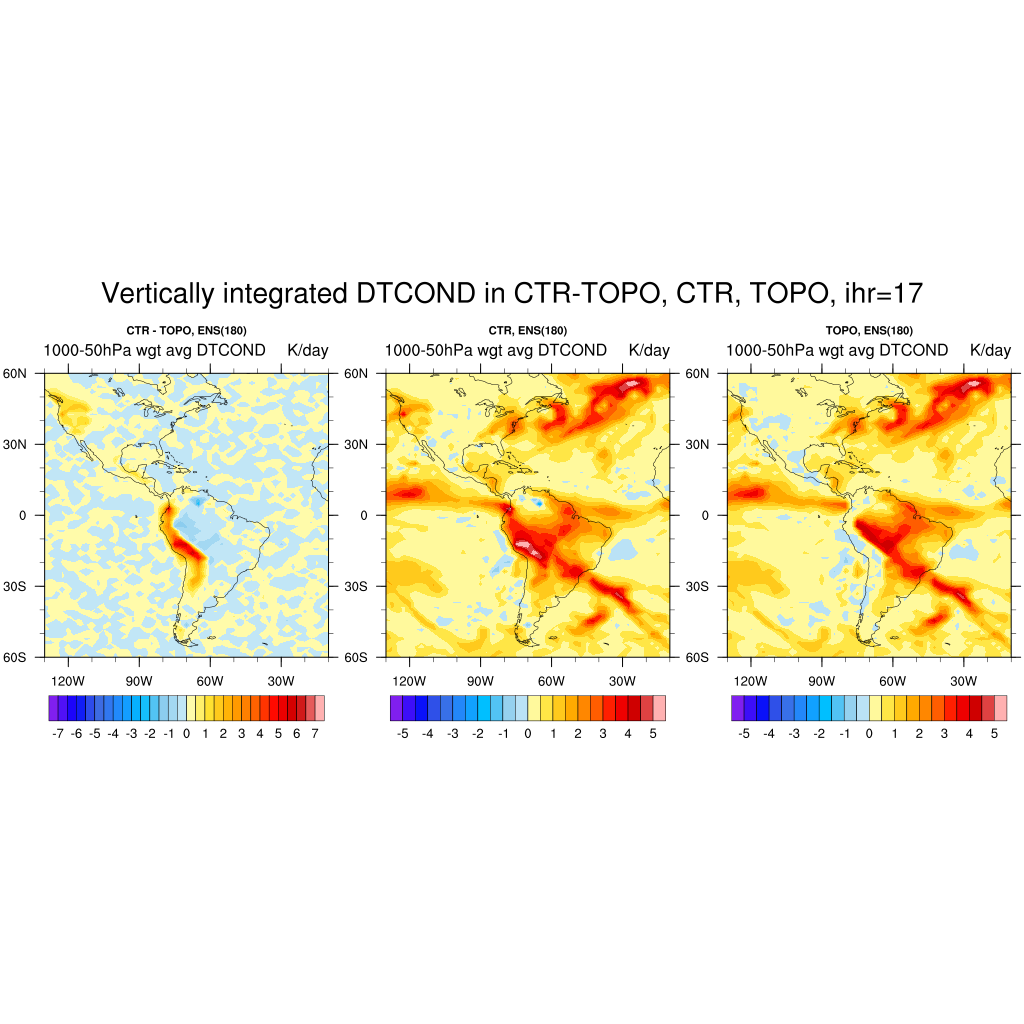 Vertically integrated DTCOND in CTR-TOPO, CTR, TOPO, ihr=17
CTR - TOPO, ENS(180)
1000-50hPa wgt avg DTCOND K/day
60N
30N
0
30S
60S
120W 90W 60W 30W
-7 -6 -5 -4 -3 -2 -1 0 1 2 3 4 5 6 7
CTR, ENS(180)
1000-50hPa wgt avg DTCOND K/day
60N
30N
0
30S
60S
120W 90W 60W 30W
-5 -4 -3 -2 -1 0 1 2 3 4 5
TOPO, ENS(180)
1000-50hPa wgt avg DTCOND K/day
60N
30N
0
30S
60S
120W 90W 60W 30W
-5 -4 -3 -2 -1 0 1 2 3 4 5